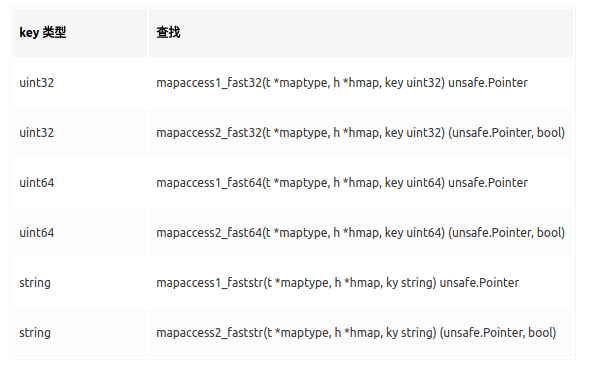 key 类型 查找
uint32 mapaccess1_fast32(t *maptype, h *hmap, key uint32) unsafe.Pointer
uint32 mapaccess2_fast32(t *maptype, h *hmap, key uint32) (unsafe.Pointer, bool)
uint64 mapaccess1_fast64(t *maptype, h *hmap, key uint64) unsafe.Pointer
uint64 mapaccess2_fast64(t *maptype, h *hmap, key uint64) (unsafe.Pointer, bool)
string mapaccess1_faststr(t *maptype, h *hmap, ky string) unsafe.Pointer
string mapaccess2_faststr(t *maptype, h *hmap, ky string) (unsafe.Pointer, bool)